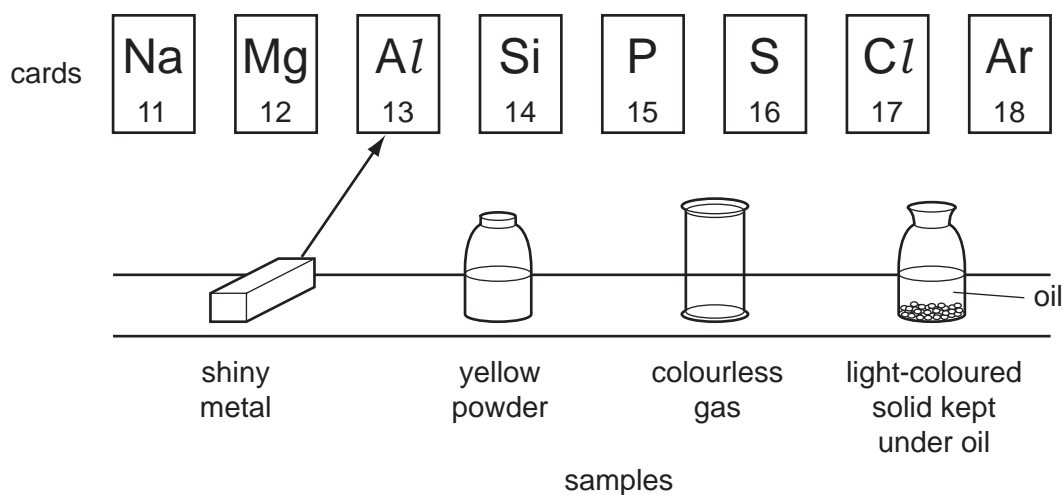 cards
Na Mg Al Si P S Cl Ar
11 12 13 14 15 16 17 18
oil
shiny metal
yellow powder
colourless gas
light-coloured solid kept under oil
samples